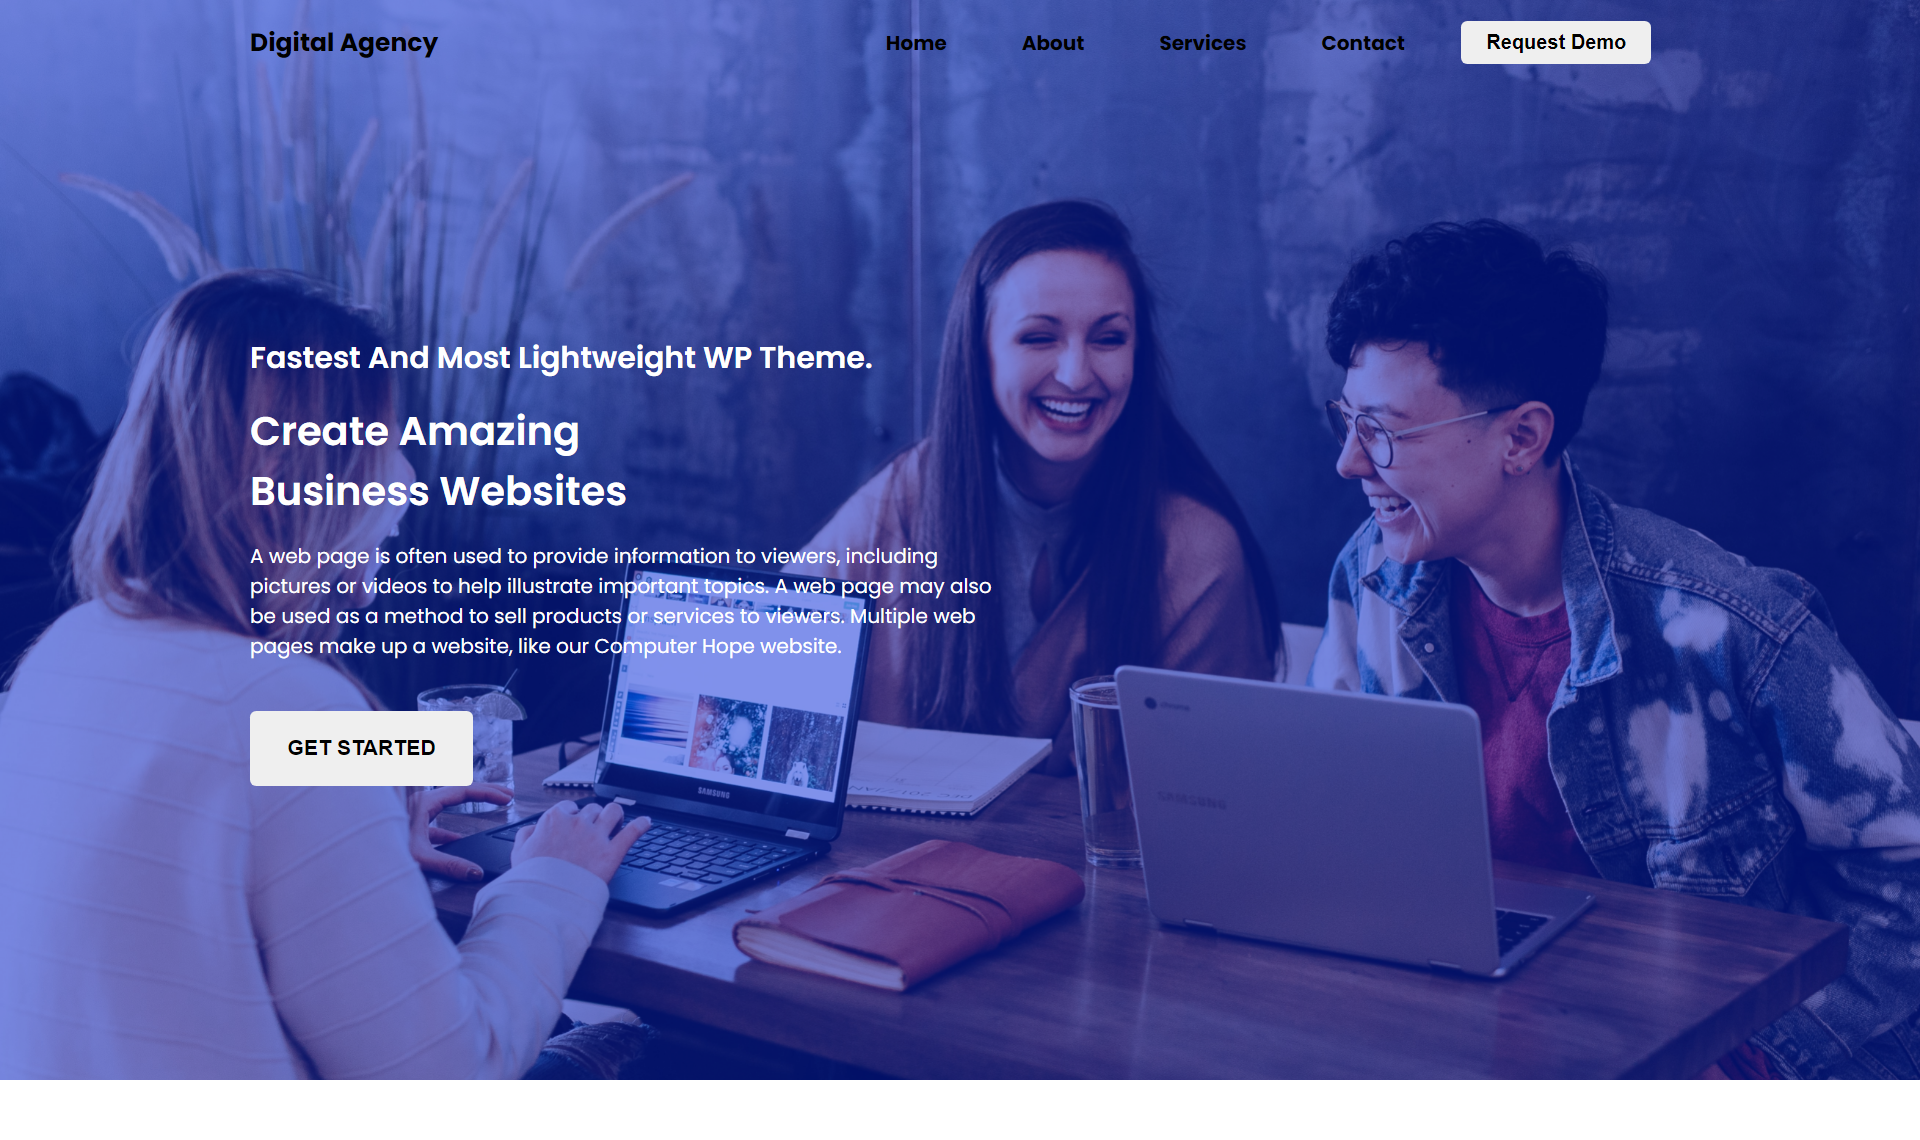 Digital Agency
Home About Services Contact Request Demo
Fastest And Most Lightweight WP Theme.
Create Amazing
Business Websites
A web page is often used to provide information to viewers, including
pictures or videos to help illustrate important topics. A web page may also
be used as a method to sell products or services to viewers. Multiple web
pages make up a website, like our Computer Hope website.
GET STARTED
SAMSUNG
chrome
SAMSUNG